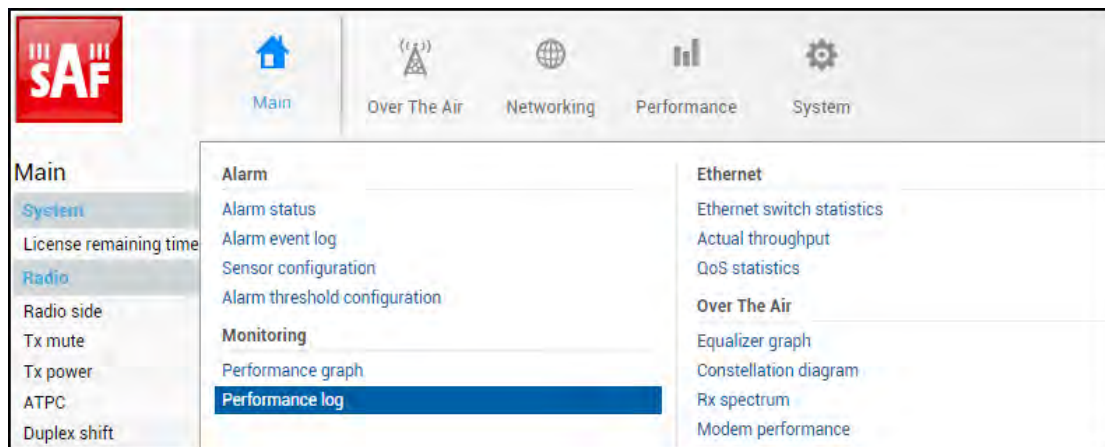 SAF
Main
Over The Air
Networking
Performance
System
Main
System
License remaining time
Radio
Radio side
Tx mute
Tx power
ATPC
Duplex shift
Alarm
Alarm status
Alarm event log
Sensor configuration
Alarm threshold configuration
Monitoring
Performance graph
Performance log
Ethernet
Ethernet switch statistics
Actual throughput
QoS statistics
Over The Air
Equalizer graph
Constellation diagram
Rx spectrum
Modem performance